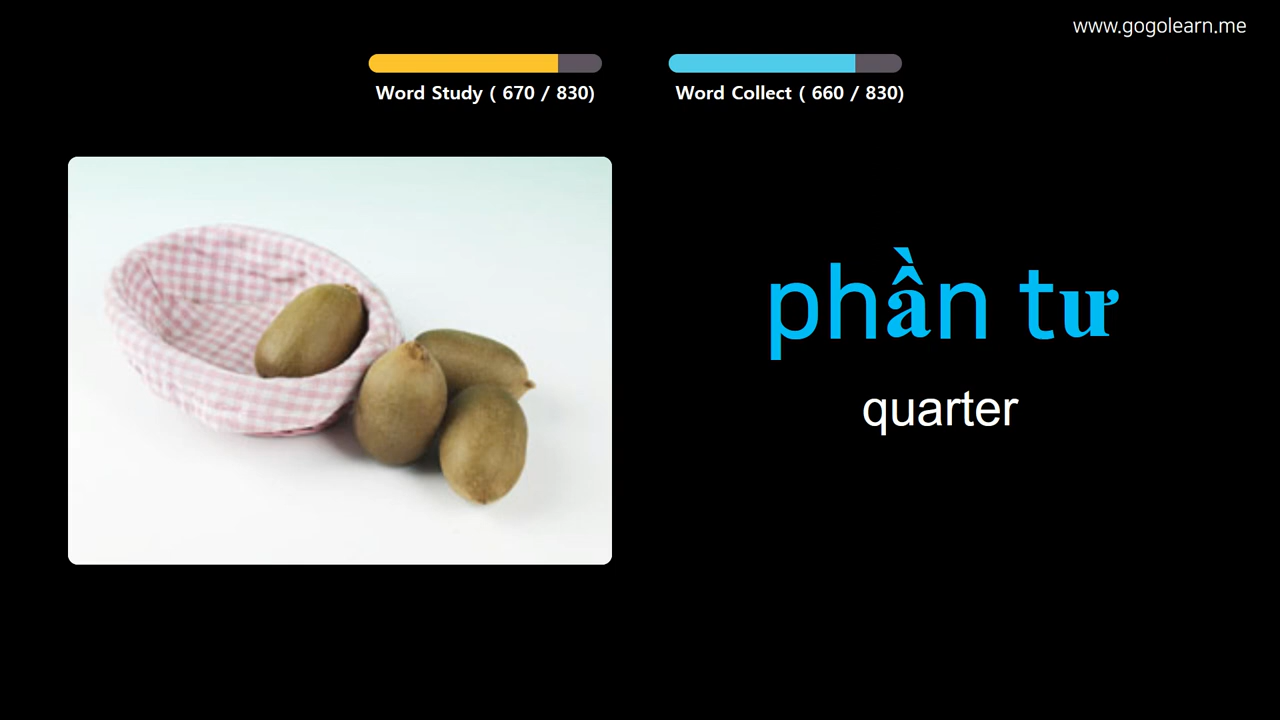 www.gogolearn.me
Word Study ( 670 / 830)
Word Collect ( 660 / 830)
phần tư
quarter